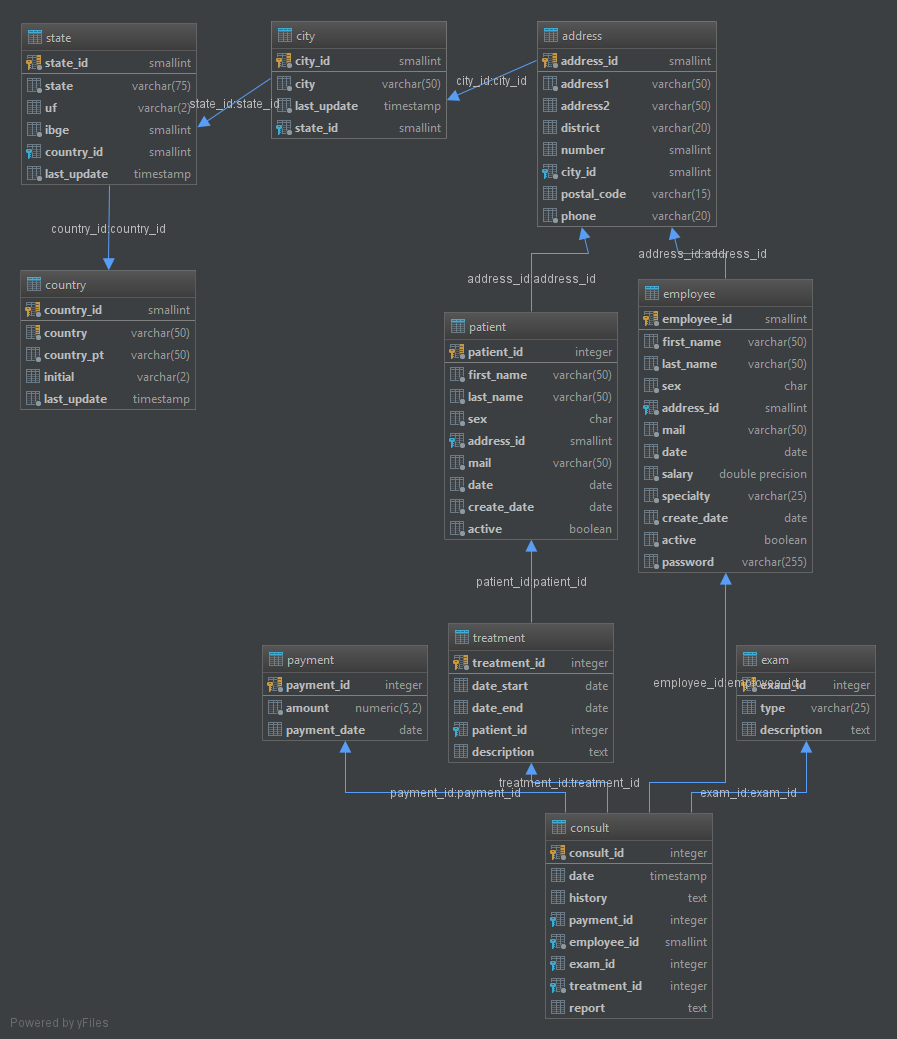 state
state_id smallint
state varchar(75)
uf varchar(2)
ibge smallint
country_id smallint
last_update timestamp
city
city_id smallint
city varchar(50)
last_update timestamp
state_id smallint
address
address_id smallint
address1 varchar(50)
address2 varchar(50)
district varchar(20)
number smallint
city_id smallint
postal_code varchar(15)
phone varchar(20)
state_id:state_id
city_id:city_id
country_id:country_id
address_id:address_id
address_id:address_id
country
country_id smallint
country varchar(50)
country_pt varchar(50)
initial varchar(2)
last_update timestamp
patient
patient_id integer
first_name varchar(50)
last_name varchar(50)
sex char
address_id smallint
mail varchar(50)
date date
create_date date
active boolean
employee
employee_id smallint
first_name varchar(50)
last_name varchar(50)
sex char
address_id smallint
mail varchar(50)
date date
salary double precision
specialty varchar(25)
create_date date
active boolean
password varchar(255)
patient_id:patient_id
payment
payment_id integer
amount numeric(5,2)
payment_date date
treatment
treatment_id integer
date_start date
date_end date
patient_id integer
description text
employee_id:employee_id
exam
exam_id integer
type varchar(25)
description text
payment_id:payment_id
treatment_id:treatment_id
exam_id:exam_id
consult
consult_id integer
date timestamp
history text
payment_id integer
employee_id smallint
exam_id integer
treatment_id integer
report text
Powered by yFiles